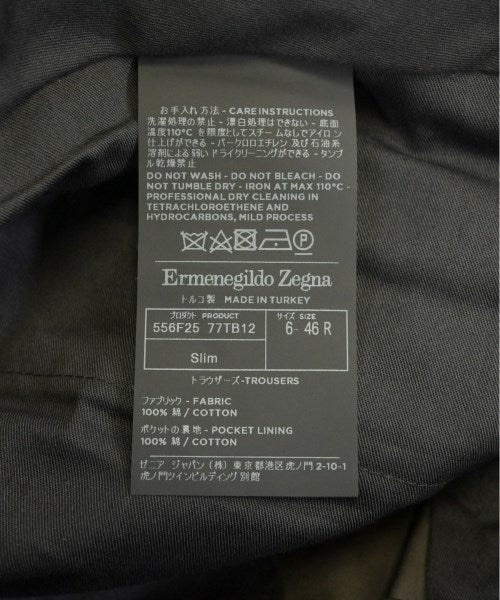 お手入れ方法 - CARE INSTRUCTIONS
洗濯処理の禁止 - 漂白処理はできない - 底面
温度110℃ を限度としてスチームなしでアイロン
仕上げができる - パークロロエチレン 及び石油系
溶剤による弱い ドライクリーニングができる - タンブ
ル乾燥禁止
DO NOT WASH - DO NOT BLEACH - DO
NOT TUMBLE DRY - IRON AT MAX 110°C -
PROFESSIONAL DRY CLEANING IN
TETRACHLOROETHENE AND
HYDROCARBONS, MILD PROCESS
P
Ermenegildo Zegna
トルコ製 MADE IN TURKEY
プロダクト PRODUCT サイズ SIZE
556F25 77TB12 6- 46 R
Slim
トラウザーズ-TROUSERS
ファブリック - FABRIC
100% 綿 / COTTON
ポケットの裏地 - POCKET LINING
100% 綿 / COTTON
ゼニア ジャパン (株) 東京都港区虎ノ門 2-10-1
虎ノ門ツインビルディング 別館